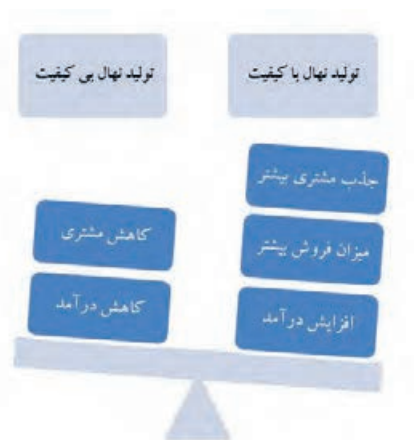 تولید نهال با کیفیت
جذب مشتری بیشتر
میزان فروش بیشتر
افزایش درآمد
تولید نهال بی کیفیت
کاهش مشتری
کاهش درآمد